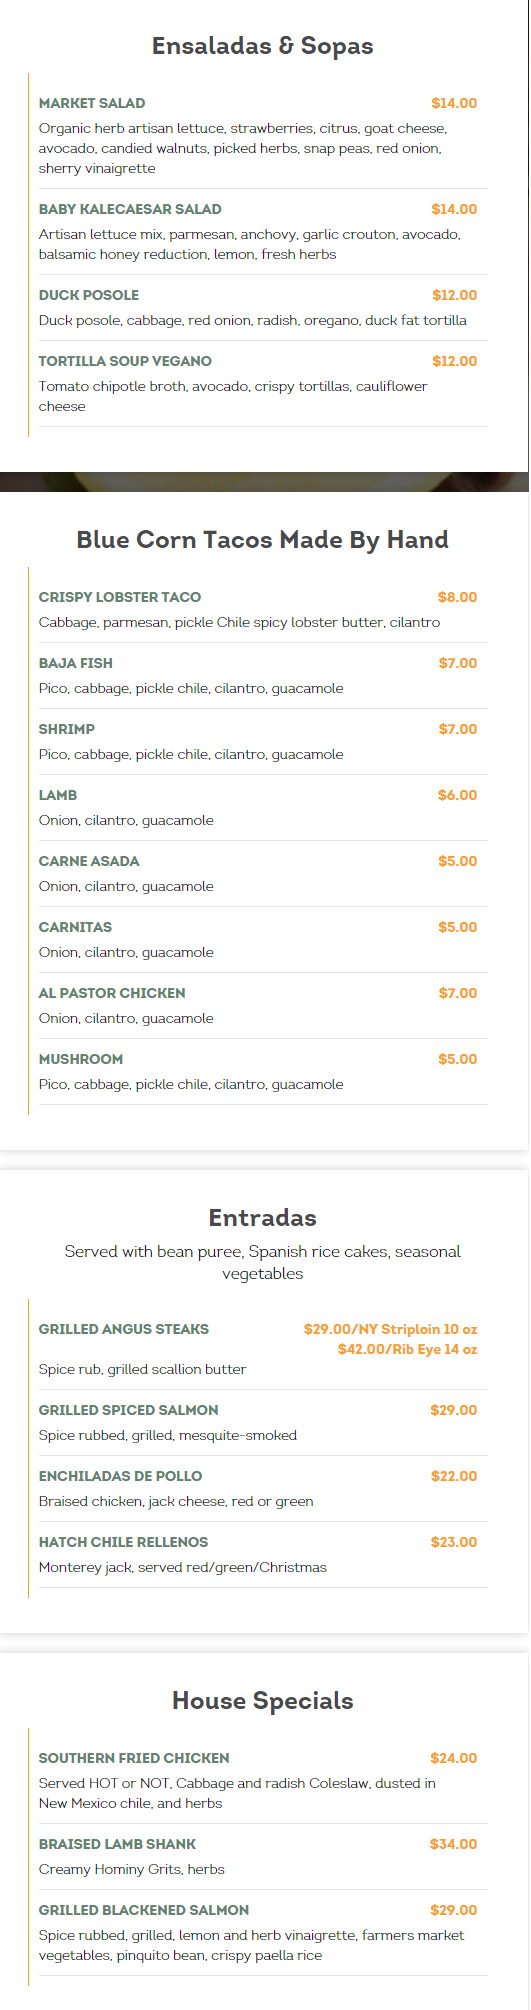 Ensaladas & Sopas
MARKET SALAD $14.00
Organic herb artisan lettuce, strawberries, citrus, goat cheese,
avocado, candied walnuts, picked herbs, snap peas, red onion,
sherry vinaigrette
BABY KALECAESAR SALAD $14.00
Artisan lettuce mix, parmesan, anchovy, garlic crouton, avocado,
balsamic honey reduction, lemon, fresh herbs
DUCK POSOLE $12.00
Duck posole, cabbage, red onion, radish, oregano, duck fat tortilla
TORTILLA SOUP VEGANO $12.00
Tomato chipotle broth, avocado, crispy tortillas, cauliflower
cheese
Blue Corn Tacos Made By Hand
CRISPY LOBSTER TACO $8.00
Cabbage, parmesan, pickle Chile spicy lobster butter, cilantro
BAJA FISH $7.00
Pico, cabbage, pickle chile, cilantro, guacamole
SHRIMP $7.00
Pico, cabbage, pickle chile, cilantro, guacamole
LAMB $6.00
Onion, cilantro, guacamole
CARNE ASADA $5.00
Onion, cilantro, guacamole
CARNITAS $5.00
Onion, cilantro, guacamole
AL PASTOR CHICKEN $7.00
Onion, cilantro, guacamole
MUSHROOM $5.00
Pico, cabbage, pickle chile, cilantro, guacamole
Entradas
Served with bean puree, Spanish rice cakes, seasonal
vegetables
GRILLED ANGUS STEAKS $29.00/NY Striploin 10 oz
$42.00/Rib Eye 14 oz
Spice rub, grilled scallion butter
GRILLED SPICED SALMON $29.00
Spice rubbed, grilled, mesquite-smoked
ENCHILADAS DE POLLO $22.00
Braised chicken, jack cheese, red or green
HATCH CHILE RELLENOS $23.00
Monterey jack, served red/green/Christmas
House Specials
SOUTHERN FRIED CHICKEN $24.00
Served HOT or NOT, Cabbage and radish Coleslaw, dusted in
New Mexico chile, and herbs
BRAISED LAMB SHANK $34.00
Creamy Hominy Grits, herbs
GRILLED BLACKENED SALMON $29.00
Spice rubbed, grilled, lemon and herb vinaigrette, farmers market
vegetables, pinquito bean, crispy paella rice